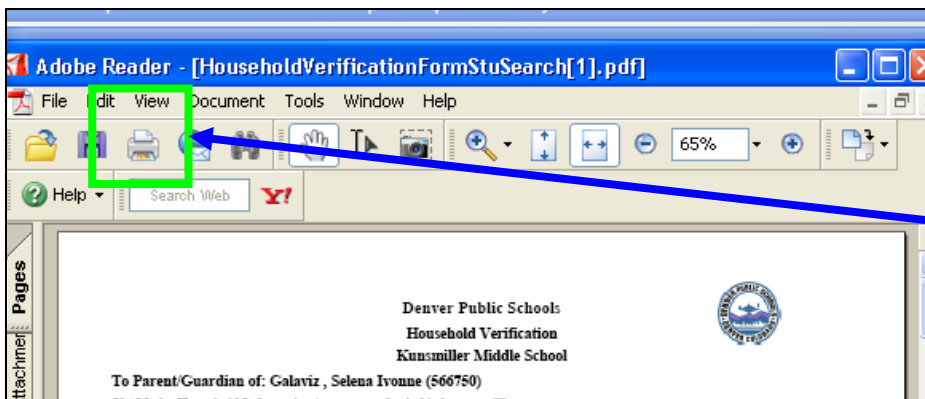 Adobe Reader - [HouseholdVerificationFormStuSearch[1].pdf]
File Edit View Document Tools Window Help
65%
Help Search Web Y!
Pages
Denver Public Schools
Household Verification
Kunsmiller Middle School
To Parent/Guardian of: Galaviz , Selena Ivonne (566750)